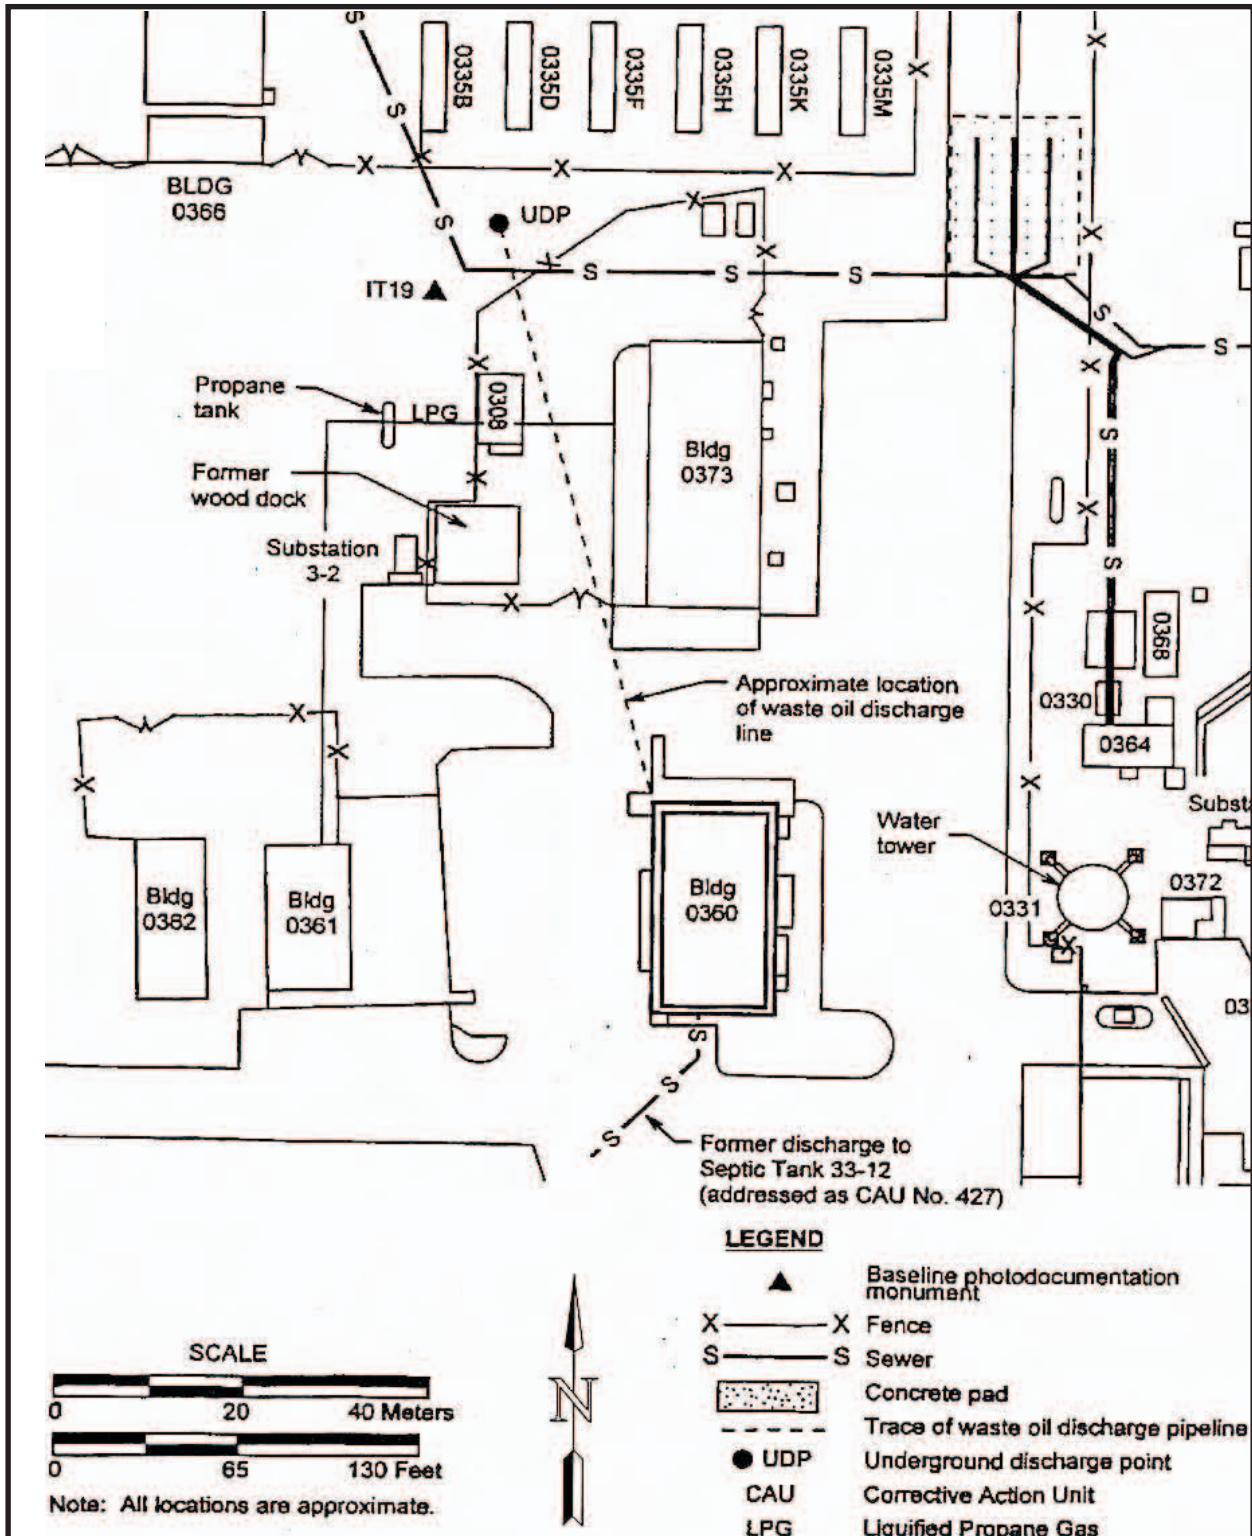 0335B
0335D
0335F
0335H
0335K
0335M
BLDG
0366
UDP
IT19
Propane
tank
LPG
0308
Former
wood dock
Substation
3-2
Bldg
0373
Approximate location
of waste oil discharge
line
0368
0330
0364
Water
tower
0331
0372
Bldg
0382
Bldg
0361
Bldg
0360
Former discharge to
Septic Tank 33-12
(addressed as CAU No. 427)
LEGEND
Baseline photodocumentation
monument
X X Fence
S S Sewer
Concrete pad
Trace of waste oil discharge pipeline
UDP Underground discharge point
CAU Corrective Action Unit
LPG Liquified Propane Gas
SCALE
0 20 40 Meters
0 65 130 Feet
Note: All locations are approximate.
N